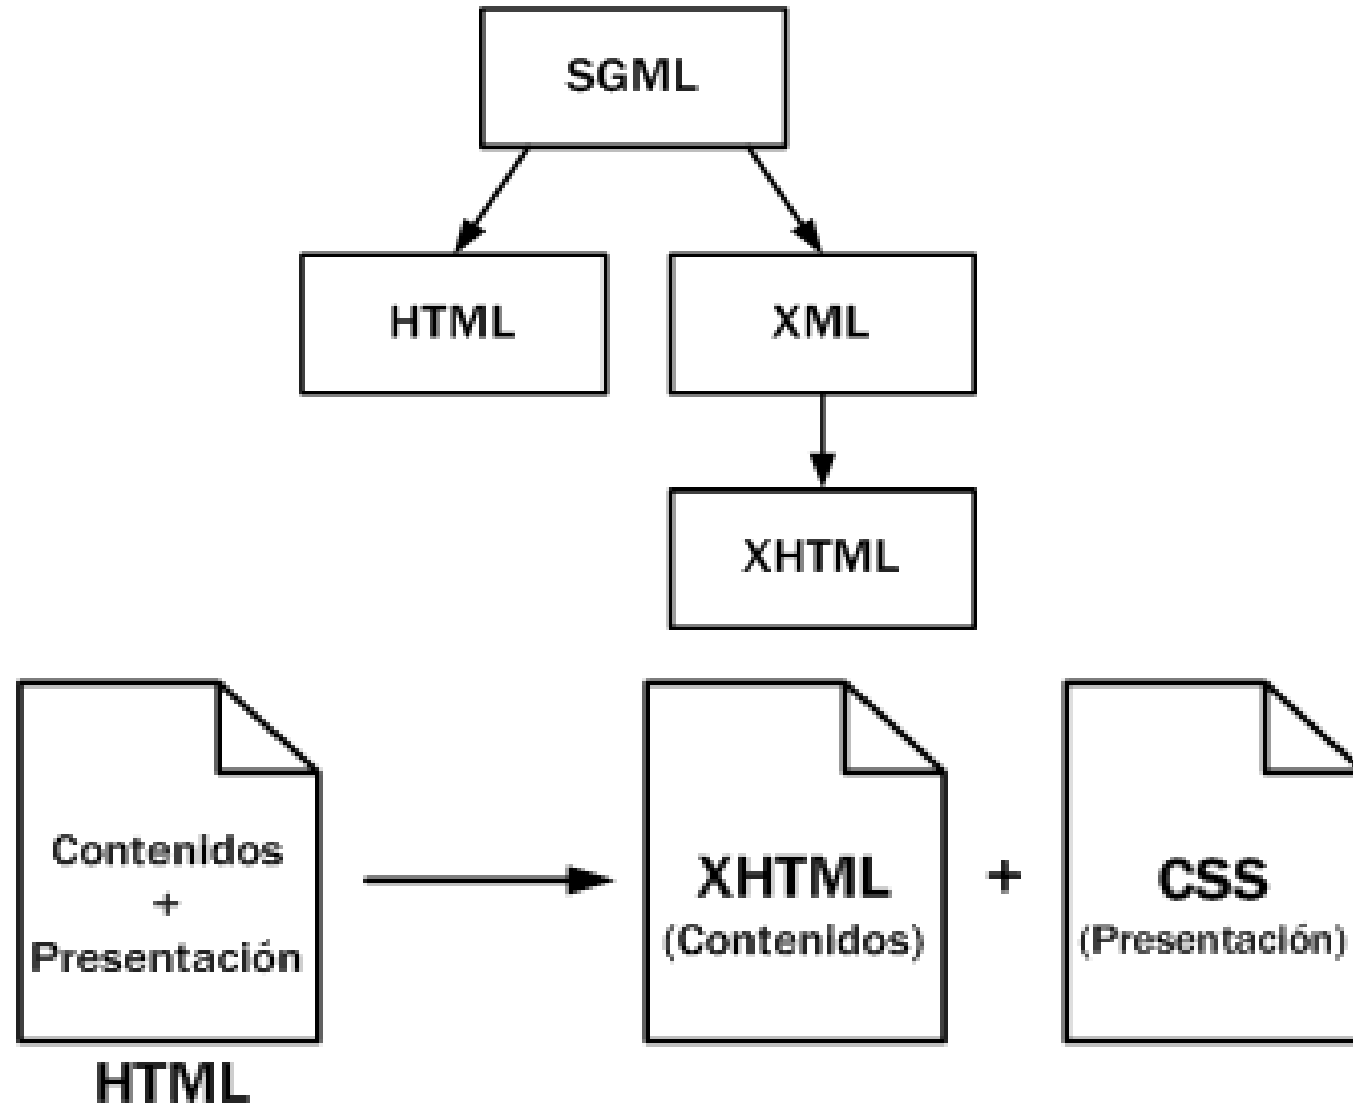 SGML
HTML
XML
XHTML
Contenidos
+
Presentación
HTML
XHTML
(Contenidos)
+
CSS
(Presentación)